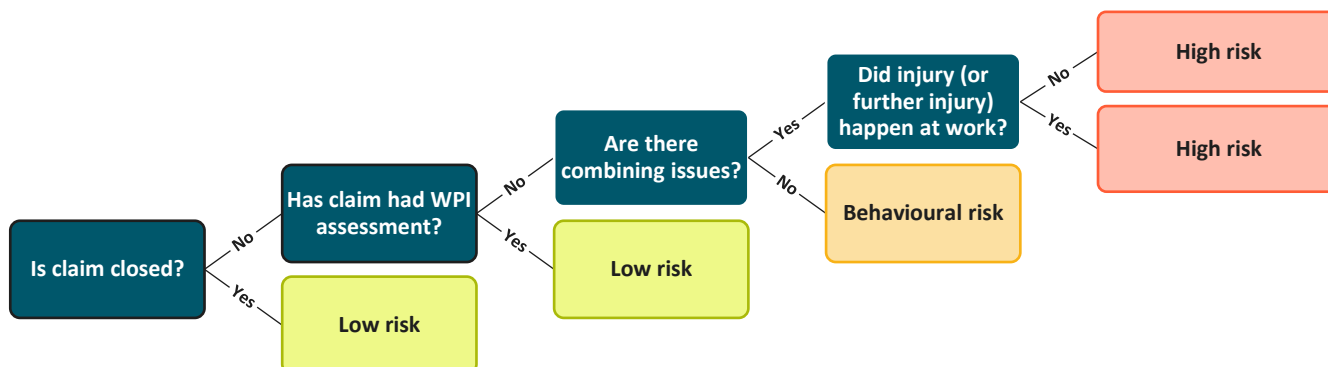 Is claim closed?
No
Yes
Has claim had WPI
assessment?
Low risk
No
Yes
Are there
combining issues?
Low risk
Yes
No
Did injury (or
further injury)
happen at work?
Behavioural risk
No
Yes
High risk
High risk